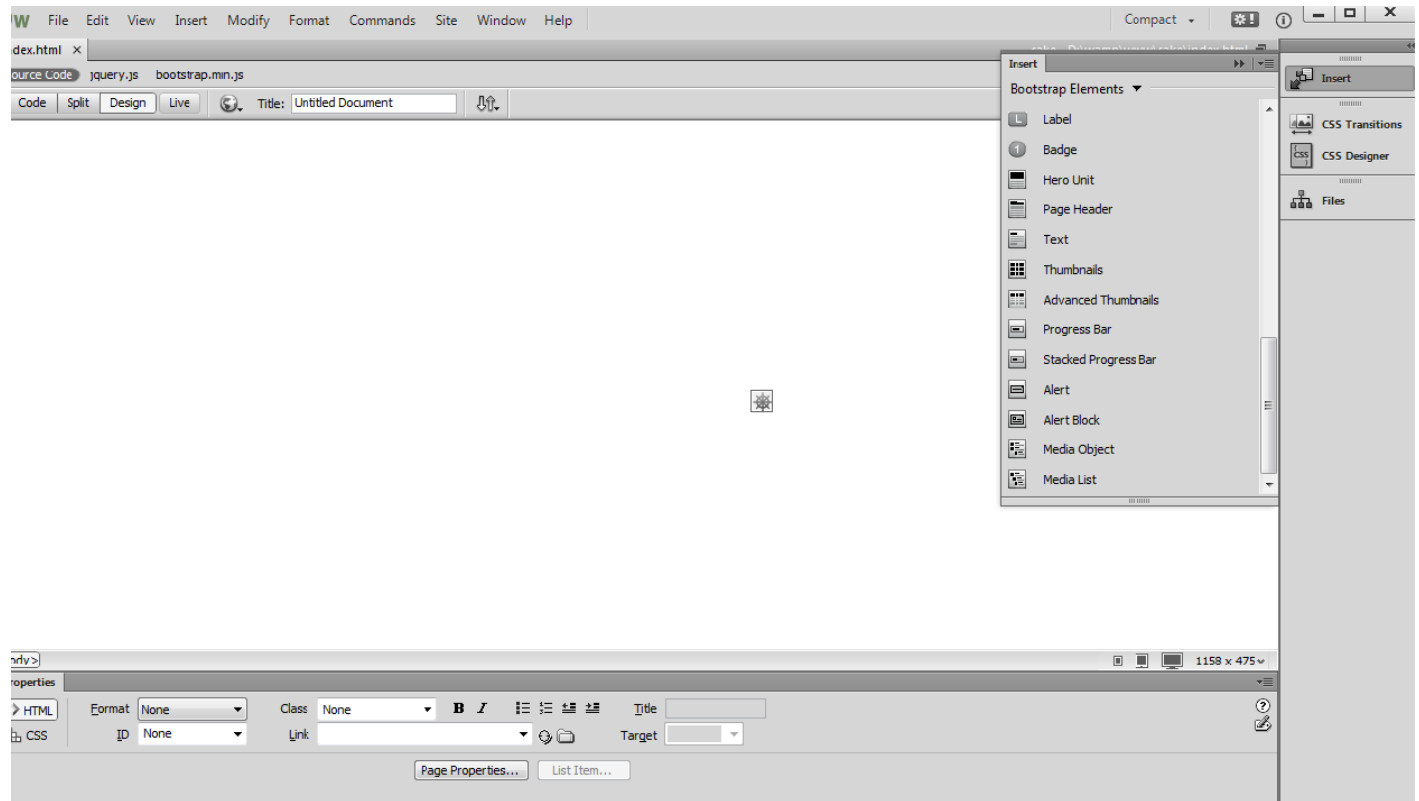 W File Edit View Insert Modify Format Commands Site Window Help Compact
dex.html ×
ource Code jquery.js bootstrap.min.js
Code Split Design Live Title: Untitled Document
Insert
Bootstrap Elements
L Label
1 Badge
Hero Unit
Page Header
Text
Thumbnails
Advanced Thumbnails
Progress Bar
Stacked Progress Bar
Alert
Alert Block
Media Object
Media List
Insert
CSS Transitions
CSS CSS Designer
Files
ody> 1158 x 475
roperties
HTML Format None Class None B I Title
CSS ID None Link Target
Page Properties... List Item...